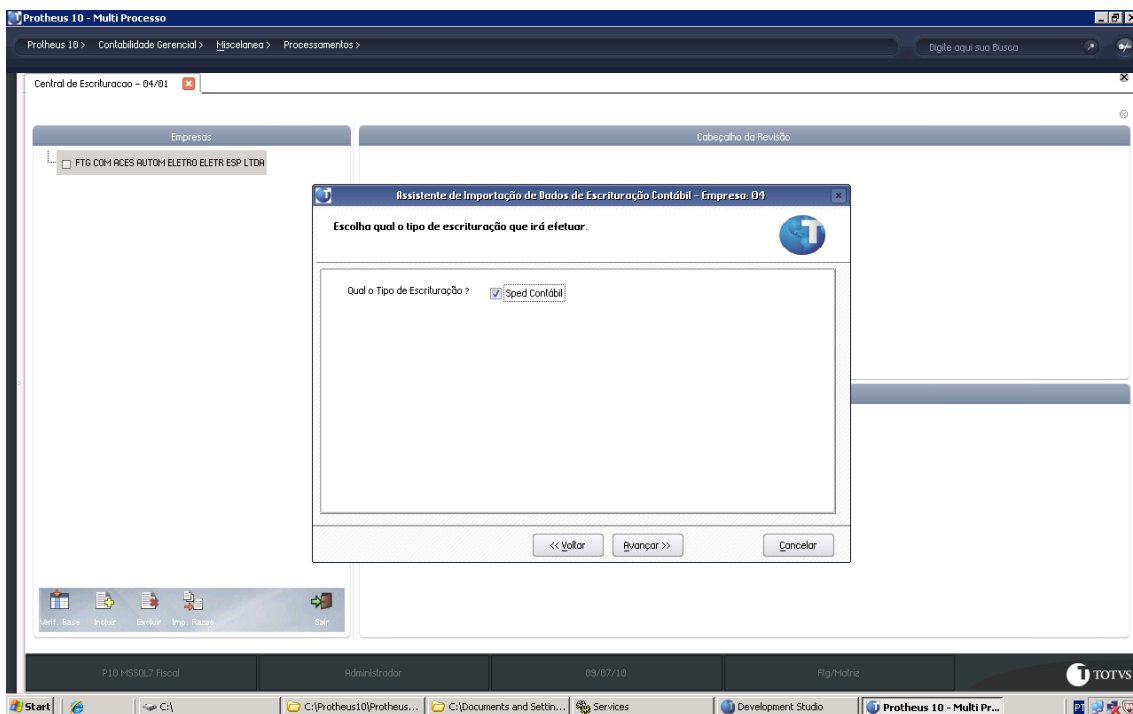 Protheus 10 - Multi Processo
Protheus 10 > Contabilidade Gerencial > Miscelanea > Processamentos >
Digite aqui sua Busca
Central de Escrituracao - 04/01
Empresas
Cabeçalho da Revisão
FTG COM ACES AUTOM ELETRO ELETR ESP LTDA
Assistente de Importação de Dados de Escrituração Contábil - Empresa: 04
Escolha qual o tipo de escrituração que irá efetuar.
Qual o Tipo de Escrituração ?
Sped Contábil
<< Voltar
Avançar >>
Cancelar
Verif. Base
Incluir
Excluir
Imp. Razao
Sair
P10 MSSQL7 Fiscal
Administrador
09/07/10
Ftg/Matriz
TOTVS
Start
C:\
C:\Protheus10\Protheus...
C:\Documents and Settin...
Services
Development Studio
Protheus 10 - Multi Pr...
PT